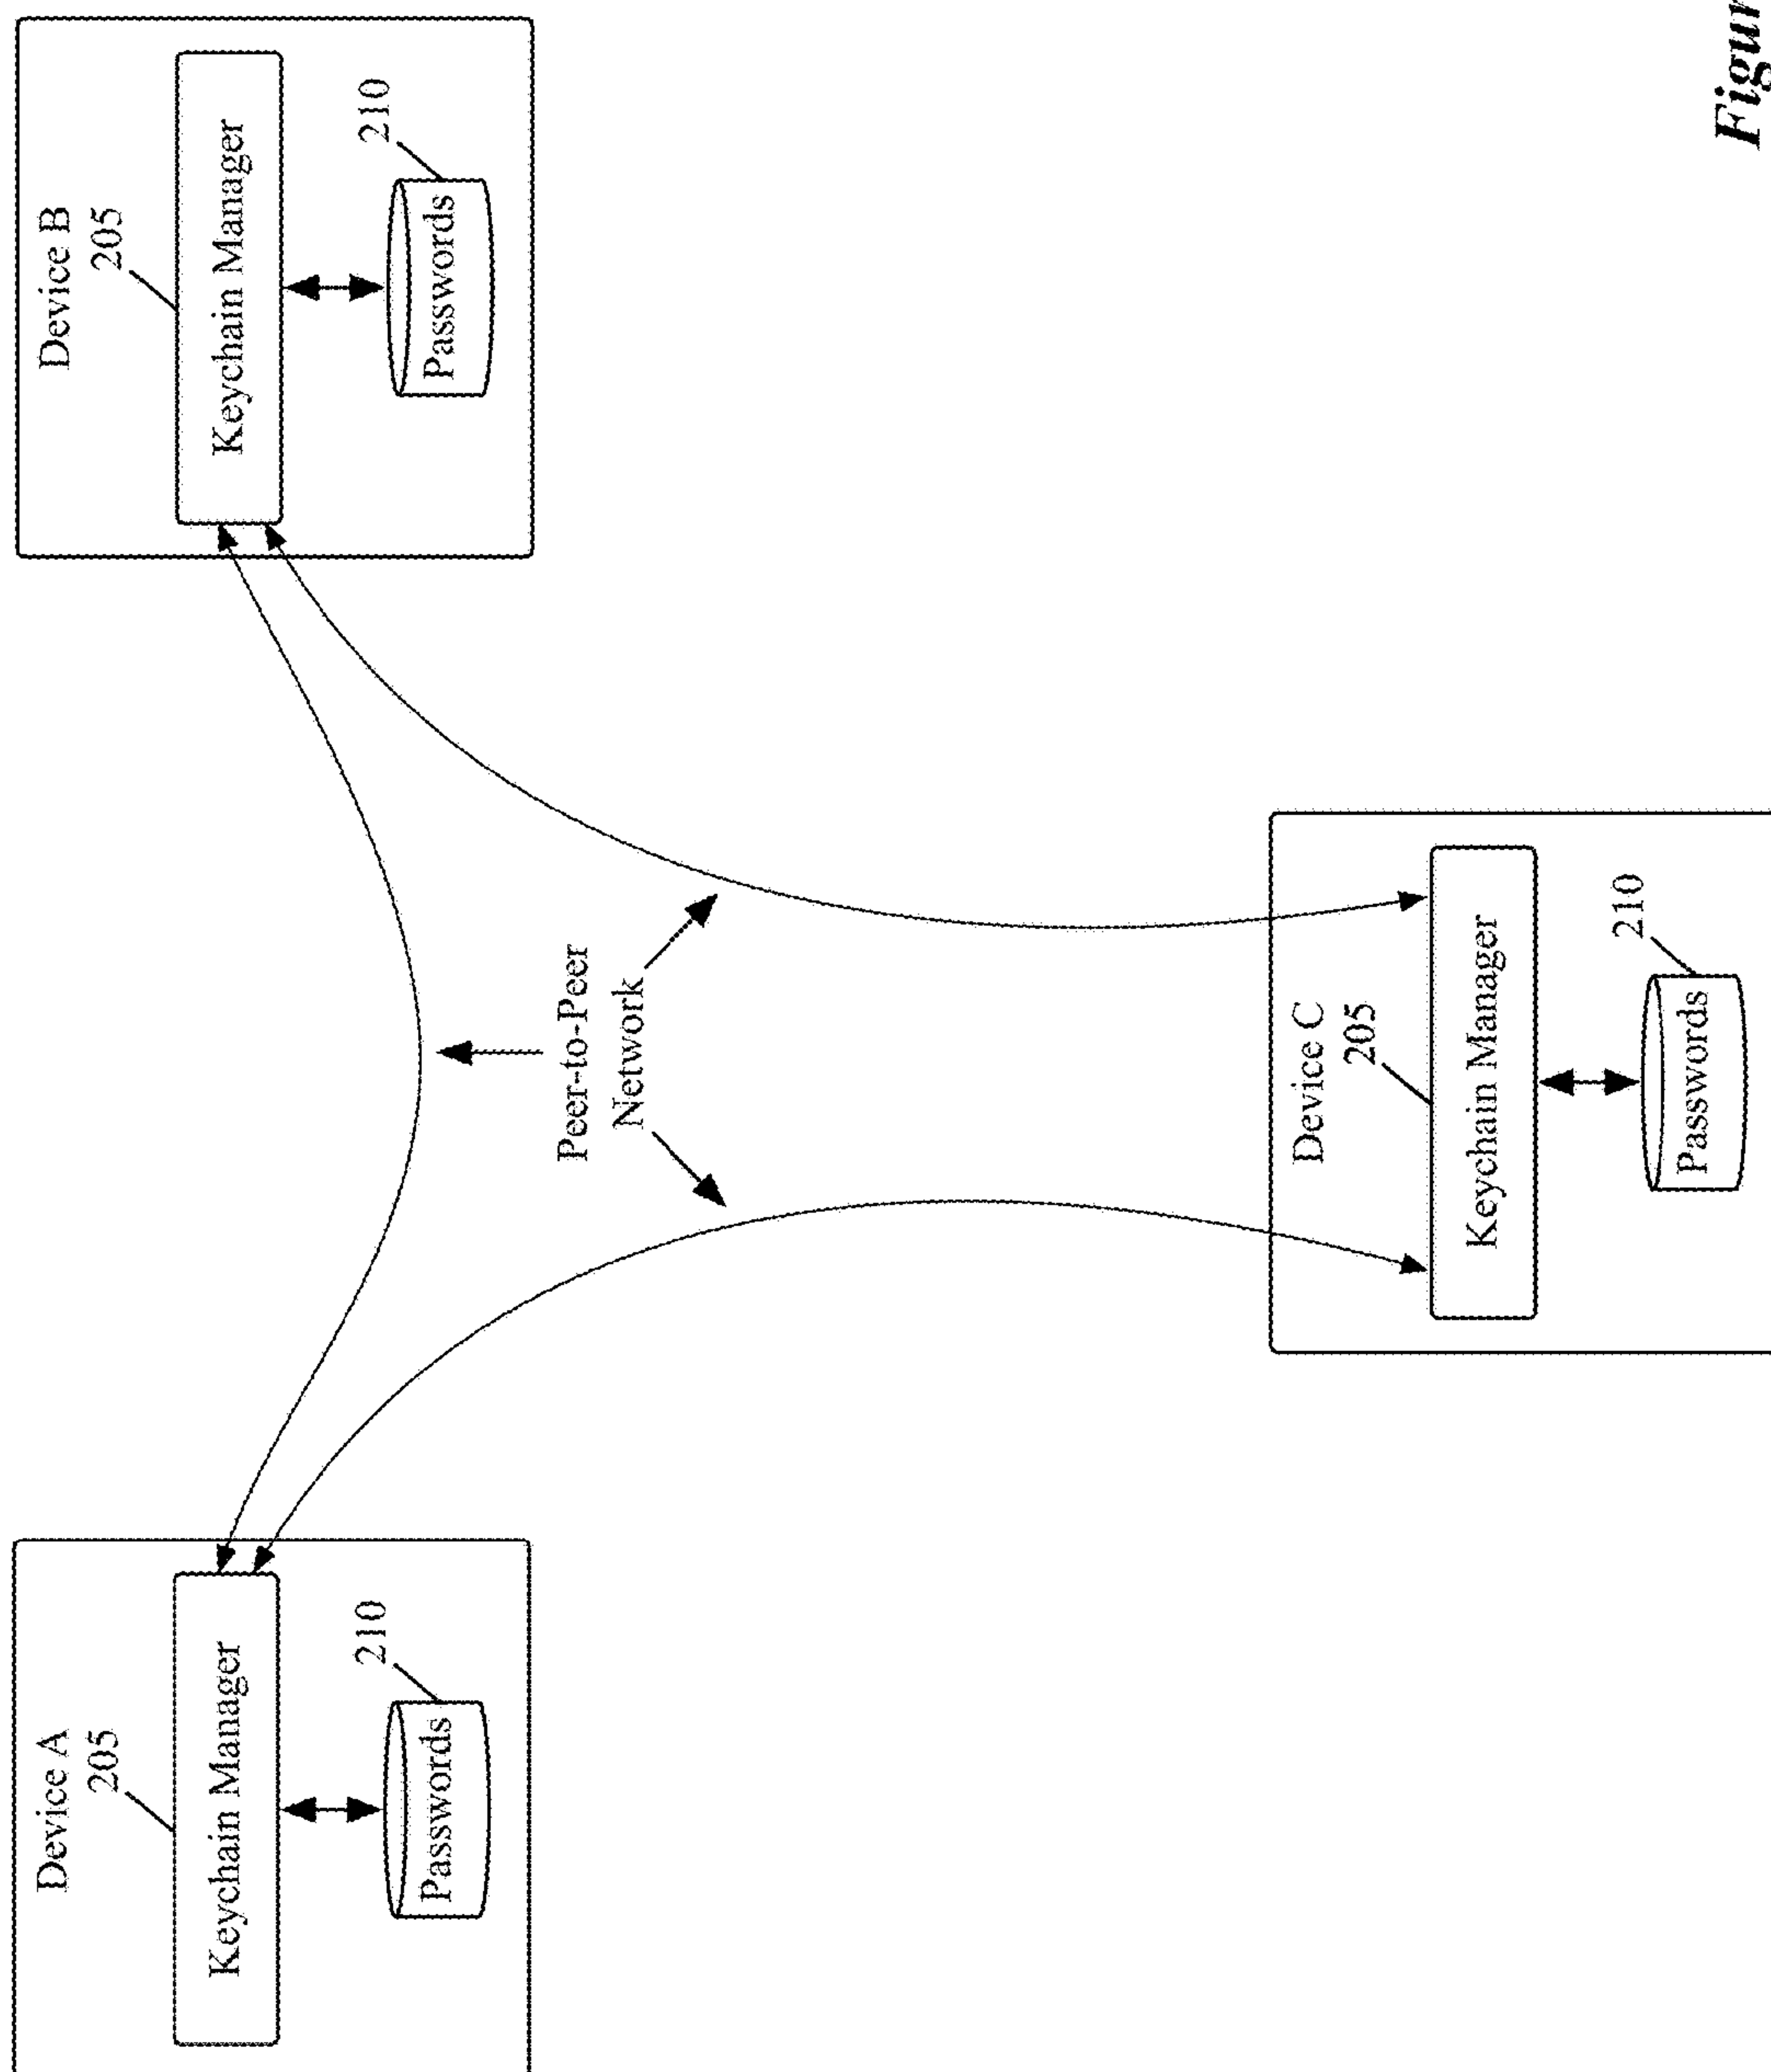 Device A
205
Keychain Manager
210
Passwords
Device B
205
Keychain Manager
210
Passwords
Peer-to-Peer
Network
Device C
205
Keychain Manager
210
Passwords
Figur